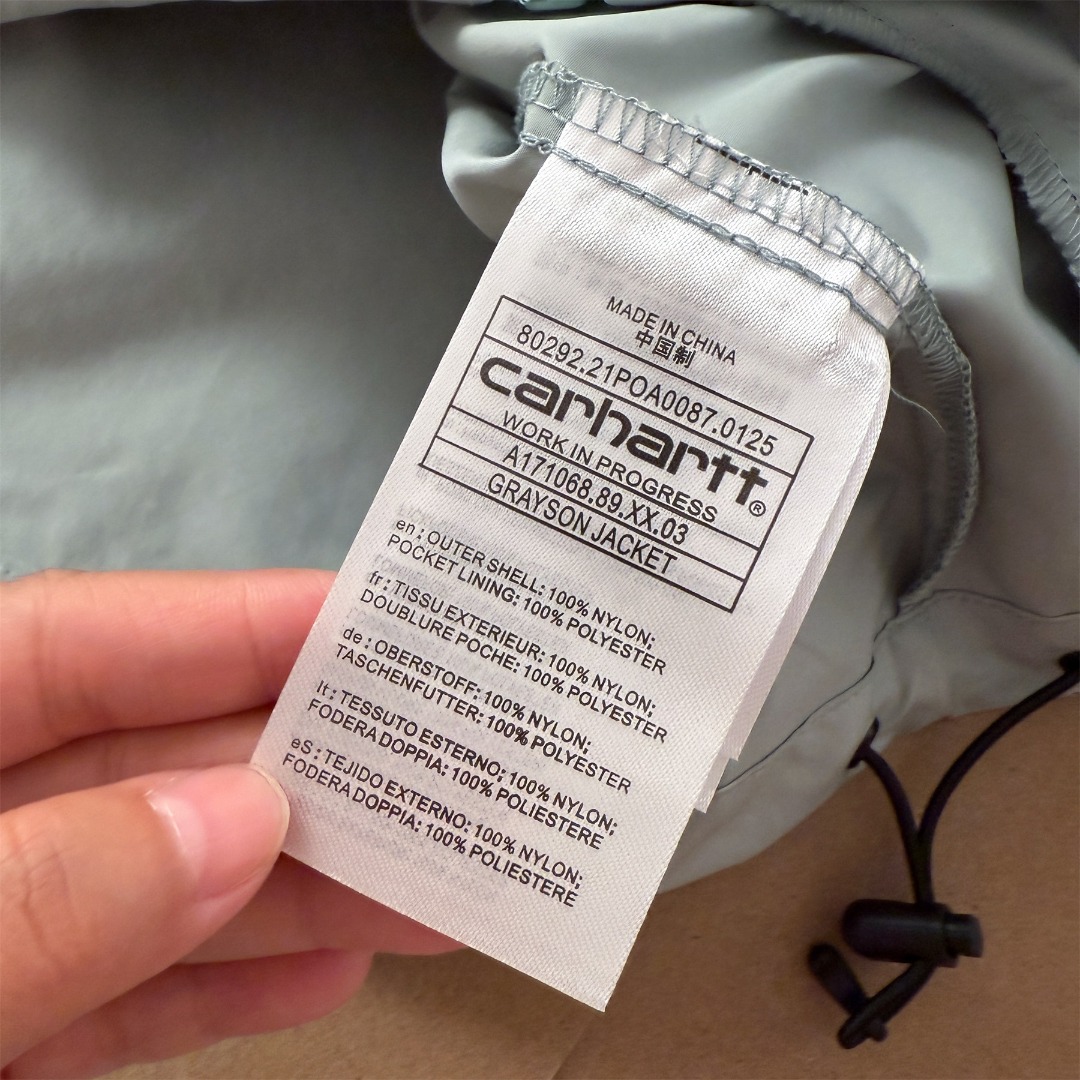 MADE IN CHINA
中国制
80292.21POA0087.0125
carhartt®
WORK IN PROGRESS
A171068.89.XX.03
GRAYSON JACKET
en : OUTER SHELL: 100% NYLON;
POCKET LINING: 100% POLYESTER
fr : TISSU EXTERIEUR: 100% NYLON;
DOUBLURE POCHE: 100% POLYESTER
de : OBERSTOFF: 100% NYLON;
TASCHENFUTTER: 100% POLYESTER
It : TESSUTO ESTERNO; 100% NYLON;
FODERA DOPPIA: 100% POLIESTERE
eS : TEJIDO EXTERNO: 100% NYLON;
FODERA DOPPIA: 100% POLIESTERE